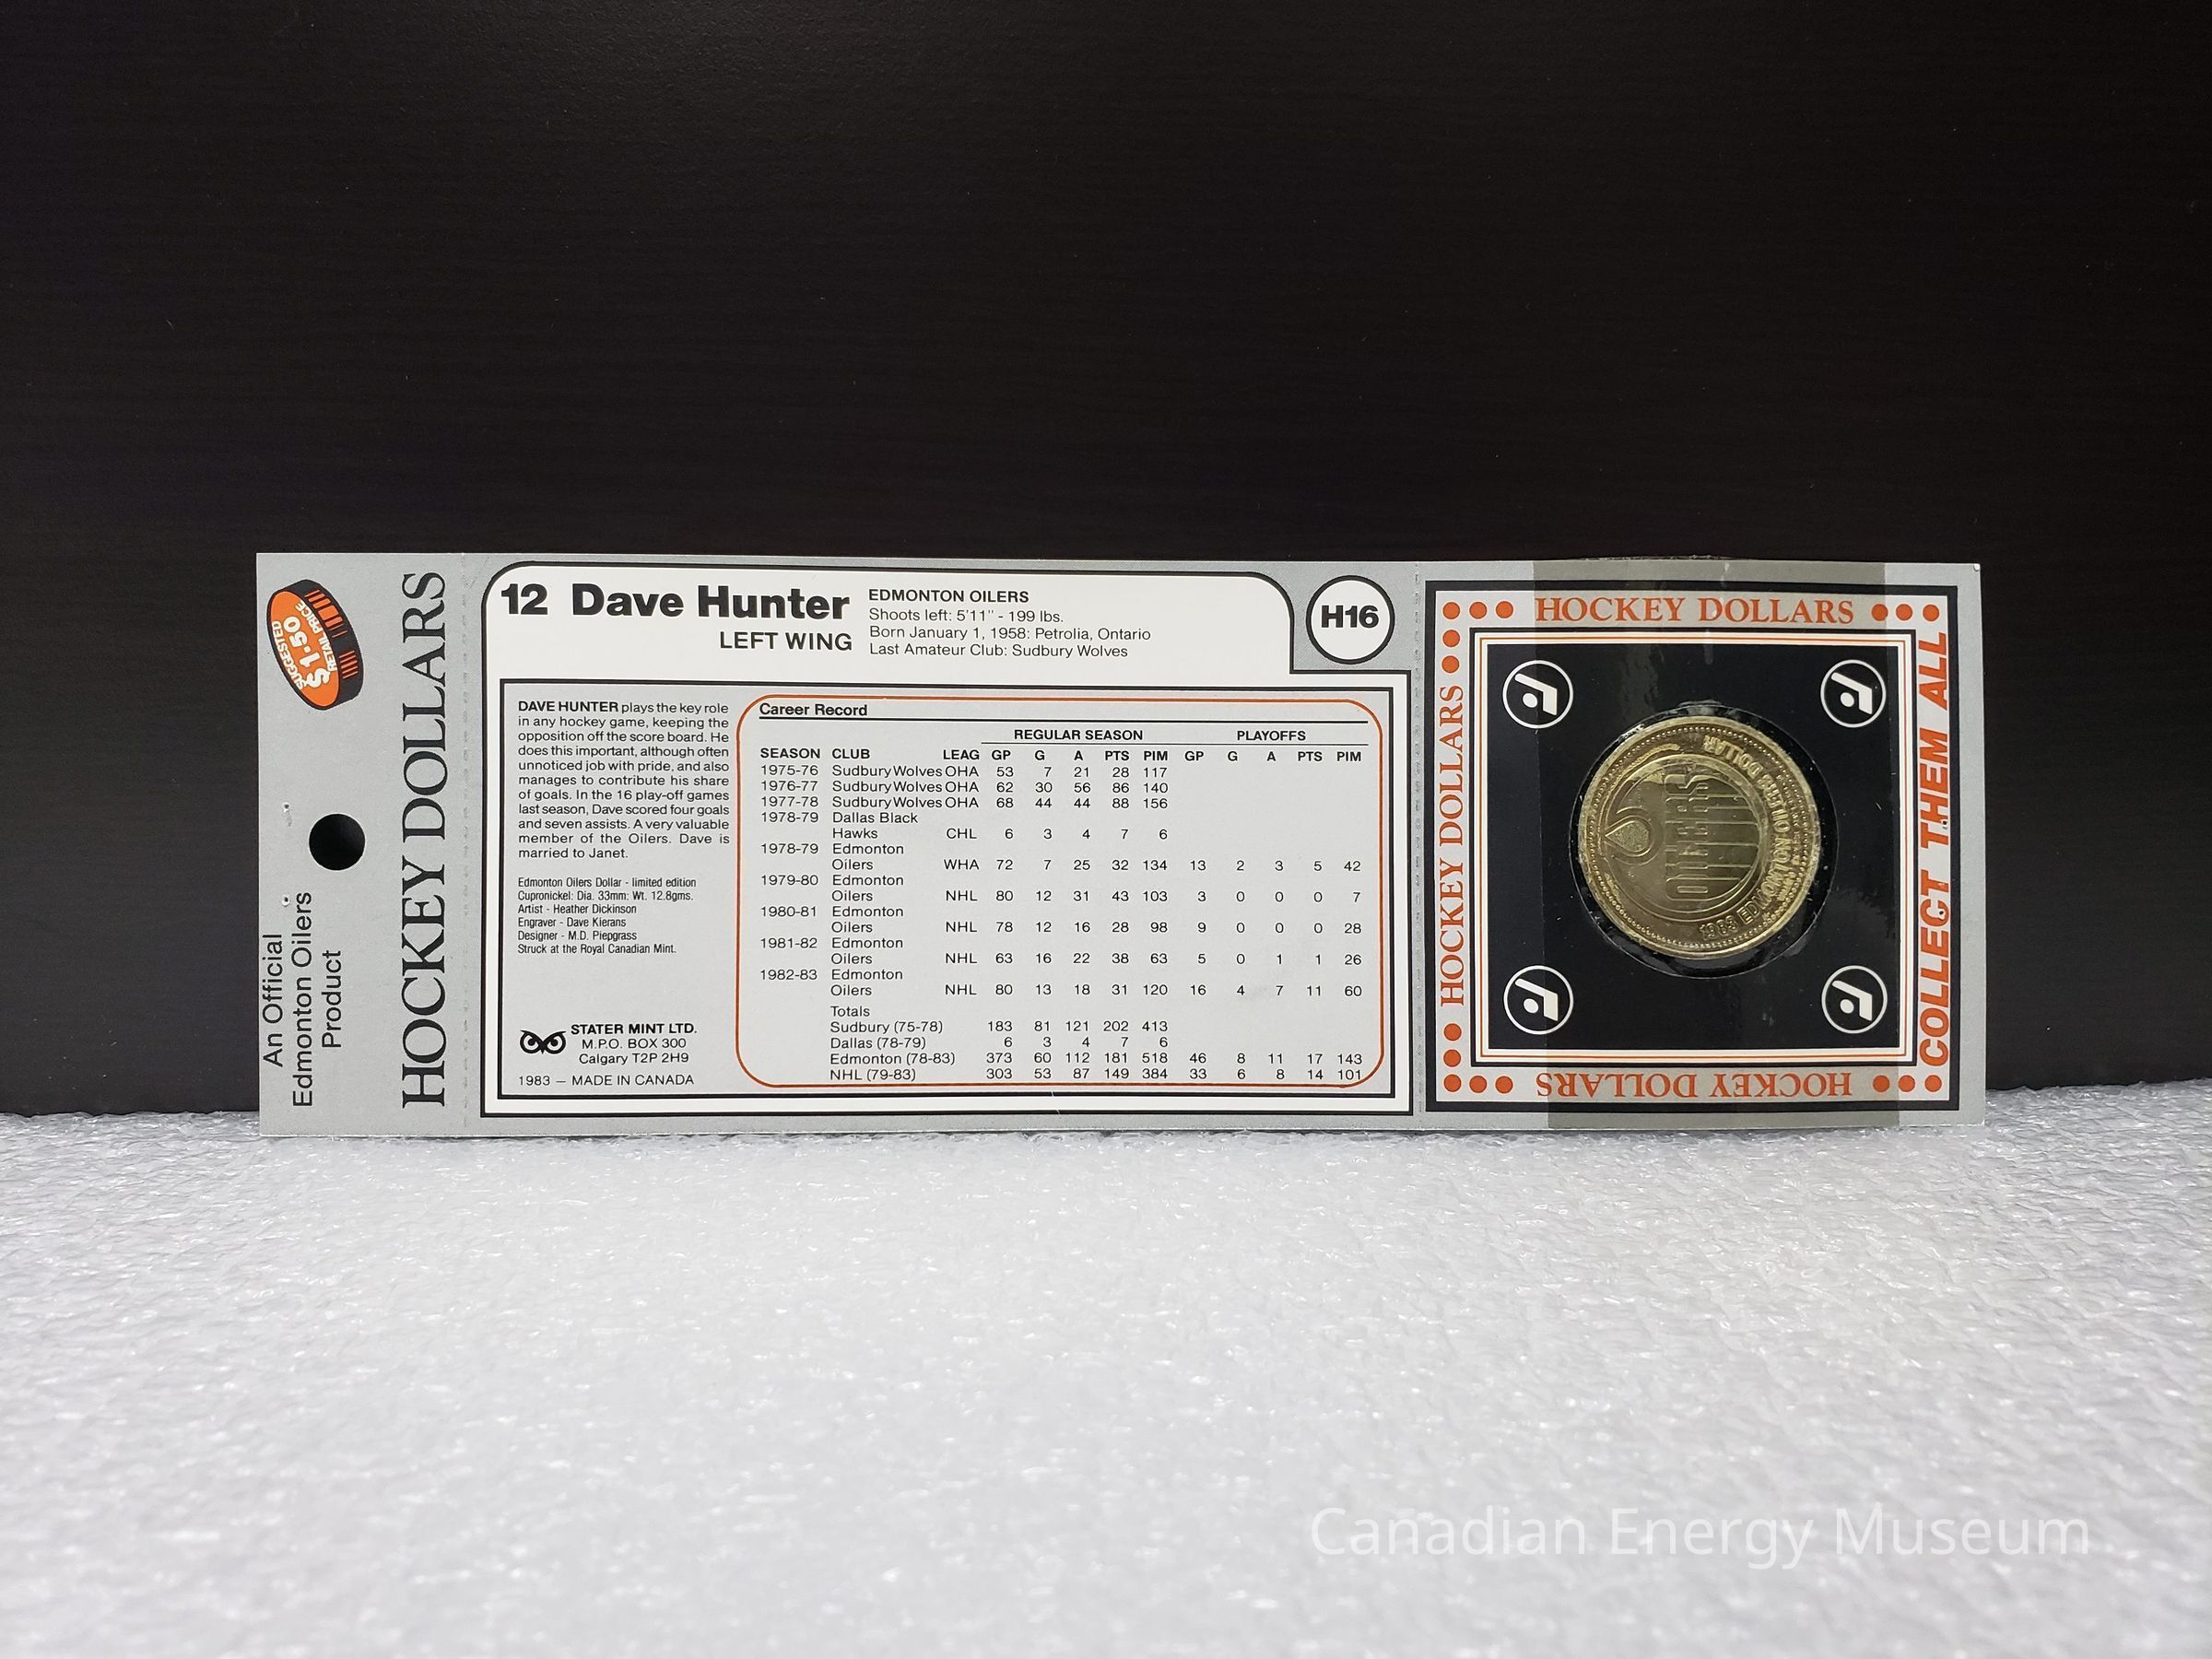 SUGGESTED
$1.50
RETAIL PRICE
An Official
Edmonton Oilers
Product
HOCKEY DOLLARS
12 Dave Hunter
LEFT WING
EDMONTON OILERS
Shoots left: 5'11" - 199 lbs.
Born January 1, 1958: Petrolia, Ontario
Last Amateur Club: Sudbury Wolves
H16
DAVE HUNTER plays the key role
in any hockey game, keeping the
opposition off the score board. He
does this important, although often
unnoticed job with pride, and also
manages to contribute his share
of goals. In the 16 play-off games
last season, Dave scored four goals
and seven assists. A very valuable
member of the Oilers. Dave is
married to Janet.
Edmonton Oilers Dollar - limited edition
Cupronickel: Dia. 33mm: Wt. 12.8gms.
Artist - Heather Dickinson
Engraver - Dave Kierans
Designer - M.D. Piepgrass
Struck at the Royal Canadian Mint.
STATER MINT LTD.
M.P.O. BOX 300
Calgary T2P 2H9
1983 — MADE IN CANADA
Career Record
REGULAR SEASON PLAYOFFS
SEASON CLUB LEAG GP G A PTS PIM GP G A PTS PIM
1975-76 Sudbury Wolves OHA 53 7 21 28 117
1976-77 Sudbury Wolves OHA 62 30 56 86 140
1977-78 Sudbury Wolves OHA 68 44 44 88 156
1978-79 Dallas Black
Hawks CHL 6 3 4 7 6
1978-79 Edmonton
Oilers WHA 72 7 25 32 134 13 2 3 5 42
1979-80 Edmonton
Oilers NHL 80 12 31 43 103 3 0 0 0 7
1980-81 Edmonton
Oilers NHL 78 12 16 28 98 9 0 0 0 28
1981-82 Edmonton
Oilers NHL 63 16 22 38 63 5 0 1 1 26
1982-83 Edmonton
Oilers NHL 80 13 18 31 120 16 4 7 11 60
Totals
Sudbury (75-78) 183 81 121 202 413
Dallas (78-79) 6 3 4 7 6
Edmonton (78-83) 373 60 112 181 518 46 8 11 17 143
NHL (79-83) 303 53 87 149 384 33 6 8 14 101
HOCKEY DOLLARS
HOCKEY DOLLARS
COLLECT THEM ALL
HOCKEY DOLLARS
OILERS
1983 EDMONTON OILERS DOLLAR
Canadian Energy Museum